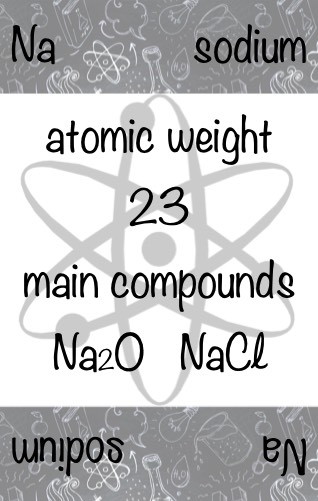 Na sodium
atomic weight
23
main compounds
Na2O NaCl
sodium Na